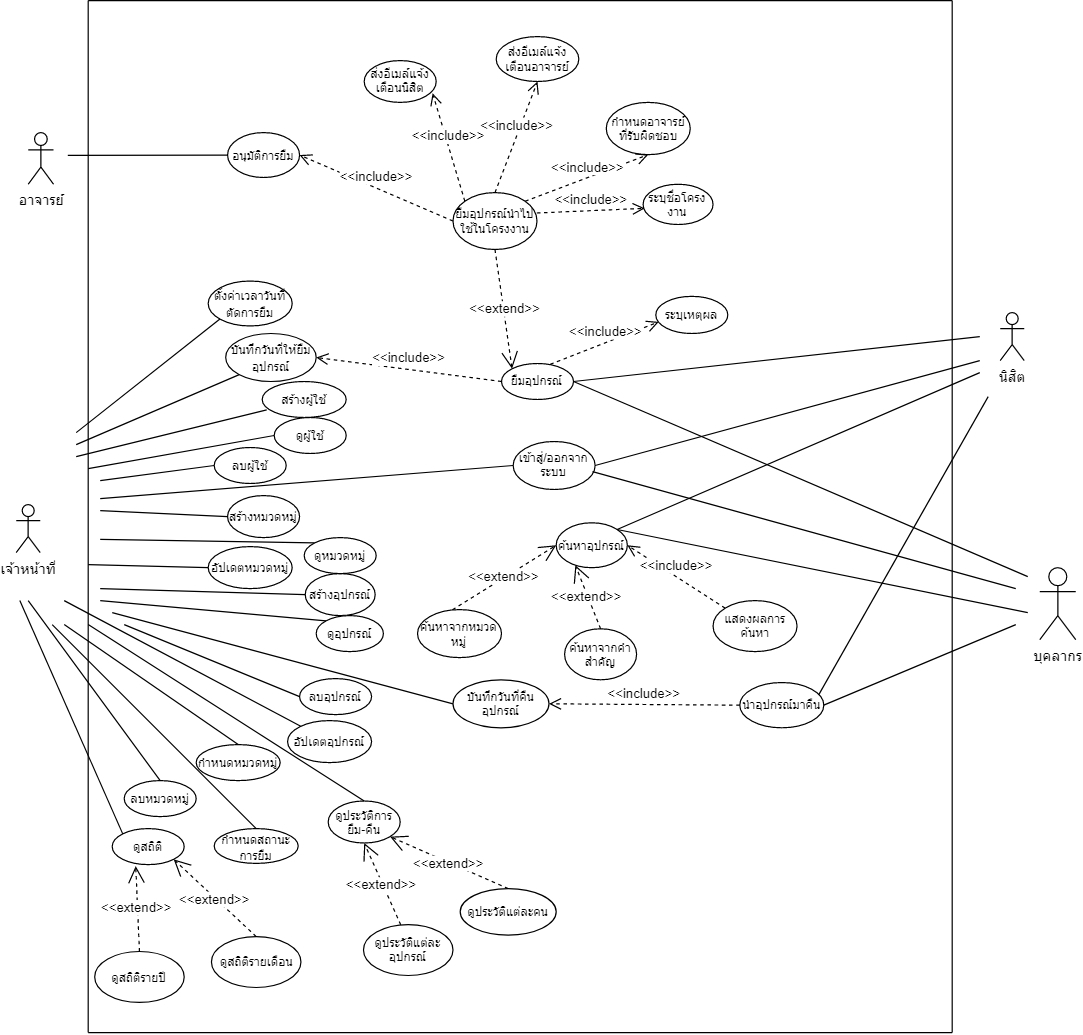 ส่งอีเมล์แจ้ง
เตือนอาจารย์
ส่งอีเมล์แจ้ง
เตือนนิสิต
<<include>>
<<include>>
กำหนดอาจารย์
ที่รับผิดชอบ
อนุมัติการยืม
<<include>>
<<include>>
อาจารย์
<<include>>
ระบุชื่อโครง
งาน
ยืมอุปกรณ์นำไป
ใช้ในโครงงาน
ตั้งค่าเวลาวันที่
ตัดการยืม
<<extend>>
ระบุเหตุผล
<<include>>
บันทึกวันที่ให้ยืม
อุปกรณ์
<<include>>
ยืมอุปกรณ์
นิสิต
สร้างผู้ใช้
ดูผู้ใช้
ลบผู้ใช้
เข้าสู่/ออกจาก
ระบบ
สร้างหมวดหมู่
ดูหมวดหมู่
ค้นหาอุปกรณ์
เจ้าหน้าที่
อัปเดตหมวดหมู่
<<extend>>
<<include>>
สร้างอุปกรณ์
<<extend>>
ดูอุปกรณ์
ค้นหาจากหมวด
หมู่
แสดงผลการ
ค้นหา
ค้นหาจากคำ
สำคัญ
บุคลากร
ลบอุปกรณ์
บันทึกวันที่คืน
อุปกรณ์
<<include>>
นำอุปกรณ์มาคืน
อัปเดตอุปกรณ์
กำหนดหมวดหมู่
ลบหมวดหมู่
ดูประวัติการ
ยืม-คืน
ดูสถิติ
กำหนดสถานะ
การยืม
<<extend>>
<<extend>>
<<extend>>
<<extend>>
ดูประวัติแต่ละคน
ดูประวัติแต่ละ
อุปกรณ์
ดูสถิติรายเดือน
ดูสถิติรายปี